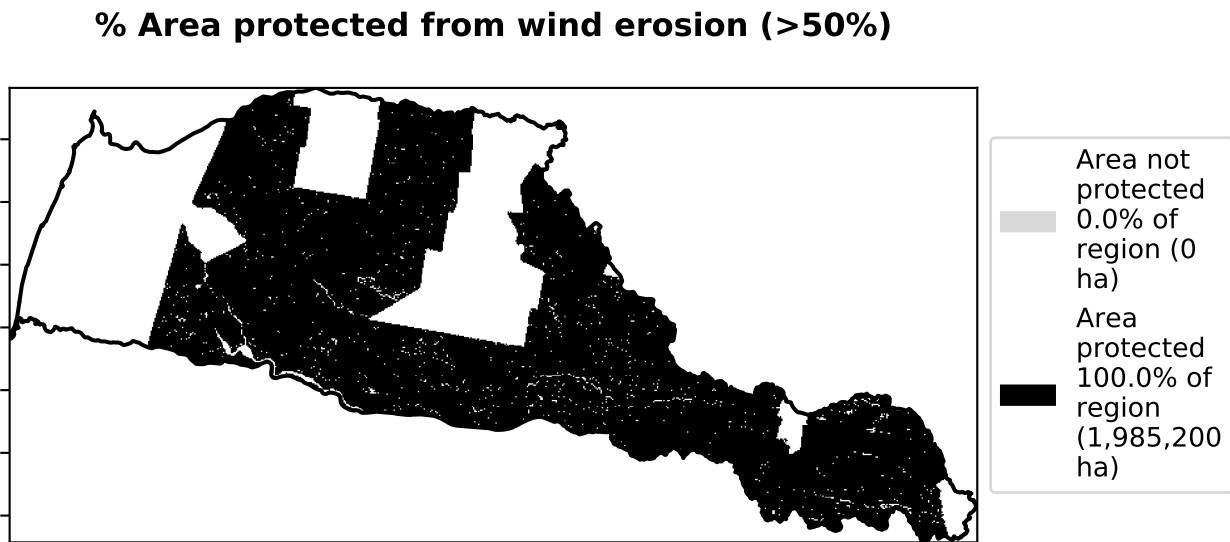 % Area protected from wind erosion (>50%)
Area not
protected
0.0% of
region (0
ha)
Area
protected
100.0% of
region
(1,985,200
ha)